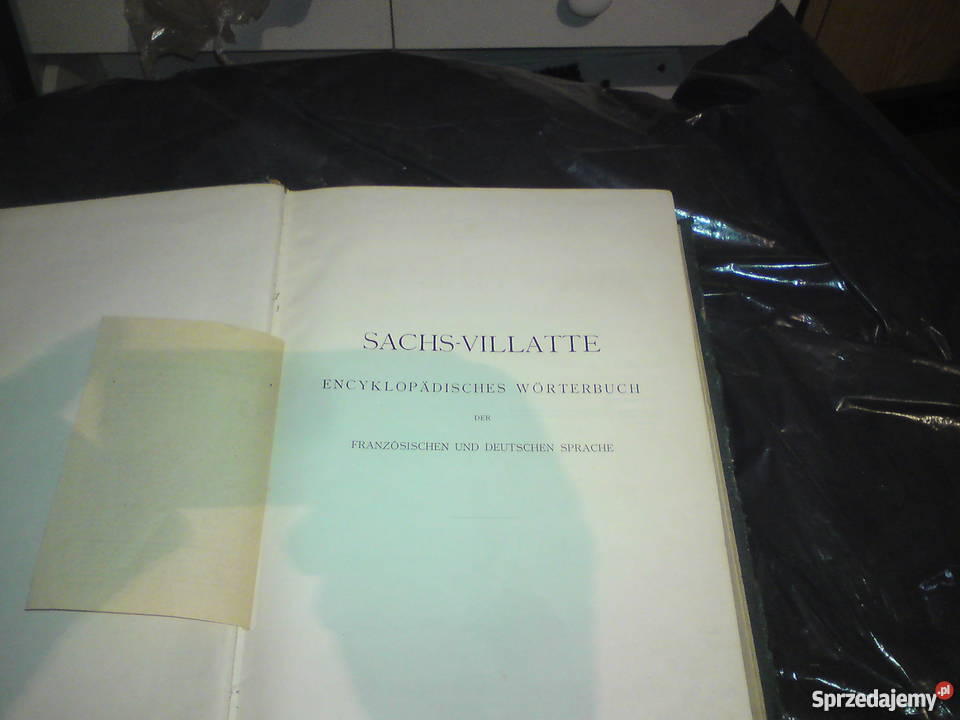 SACHS-VILLATTE
ENCYKLOPÄDISCHES WÖRTERBUCH
DER
FRANZÖSISCHEN UND DEUTSCHEN SPRACHE
Sprzedajemy.pl